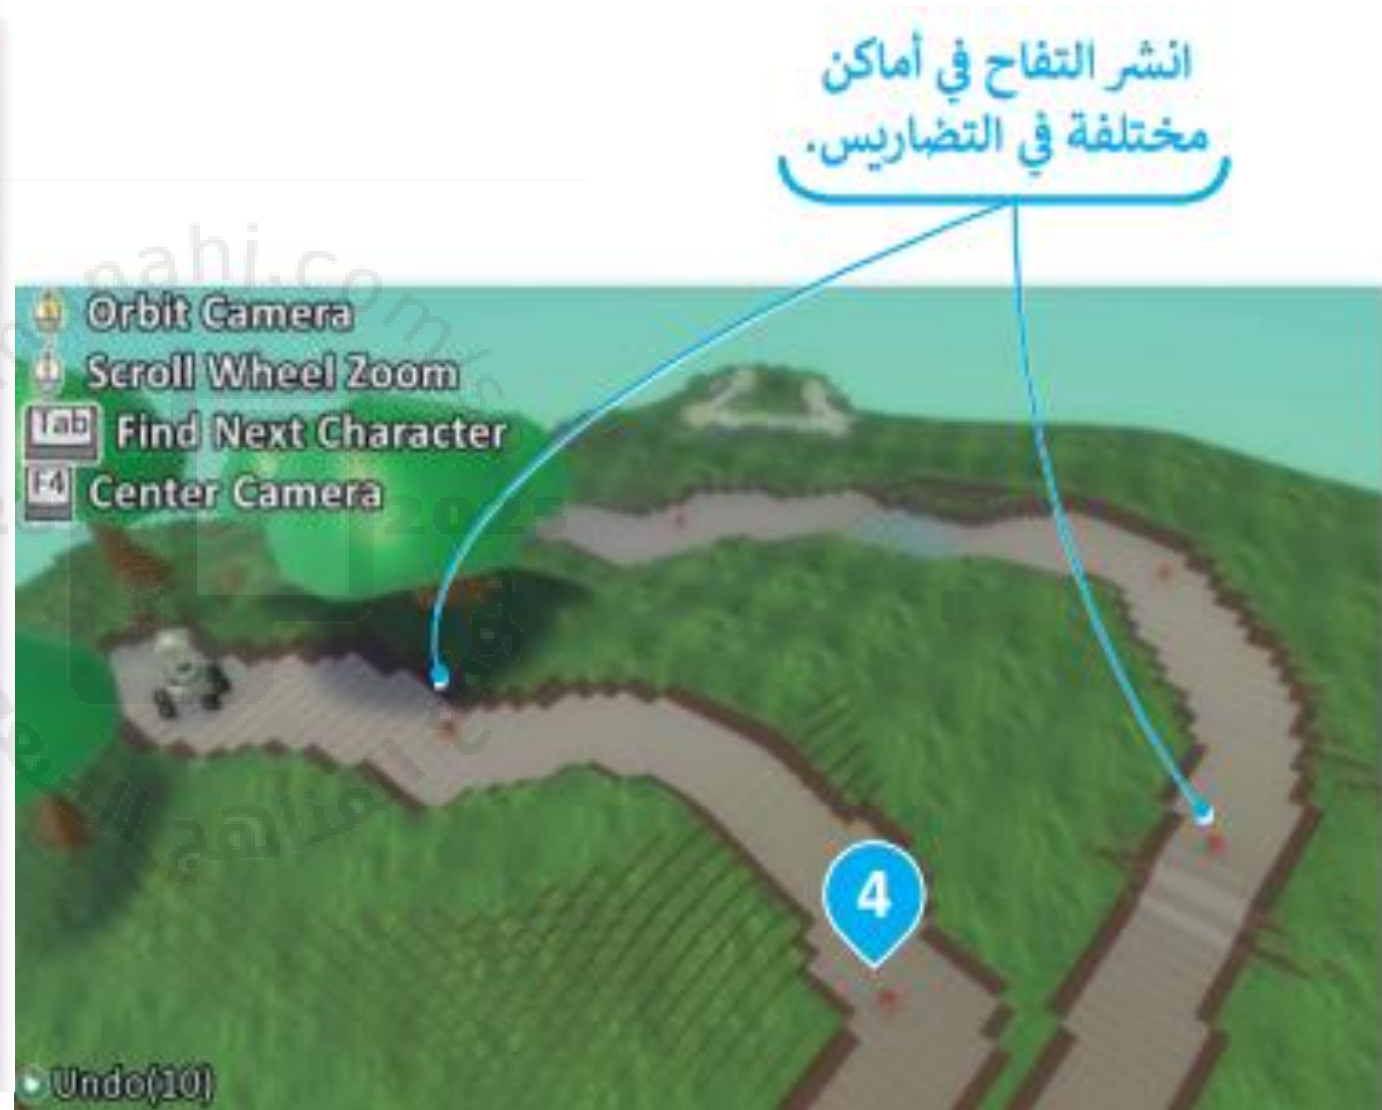 انشر التفاح في أماكن
مختلفة في التضاريس.
Orbit Camera
Scroll Wheel Zoom
Tab Find Next Character
F4 Center Camera
2025
4
Undo(10)